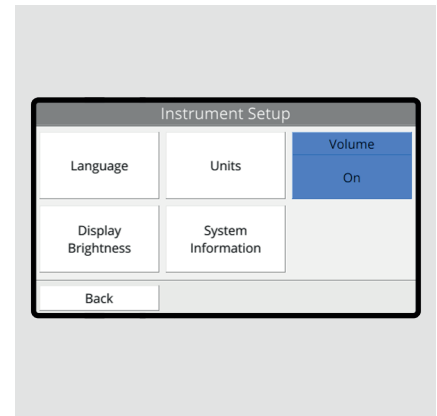 Instrument Setup
Language
Units
Volume
On
Display
Brightness
System
Information
Back